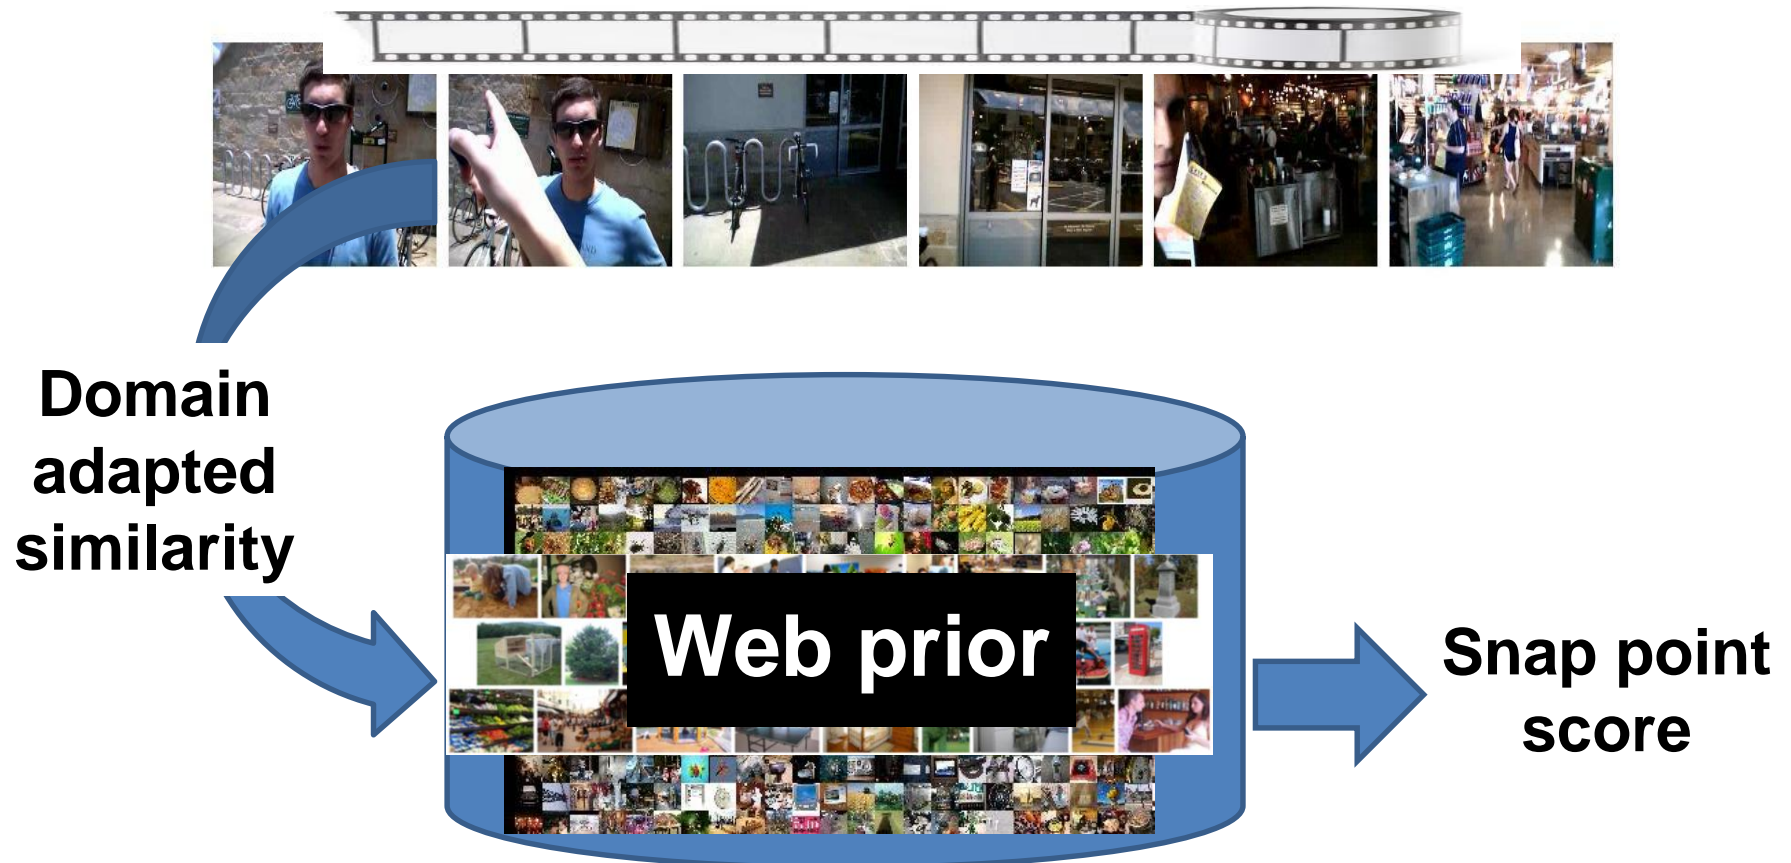 Domain
adapted
similarity
Web prior
Snap point
score